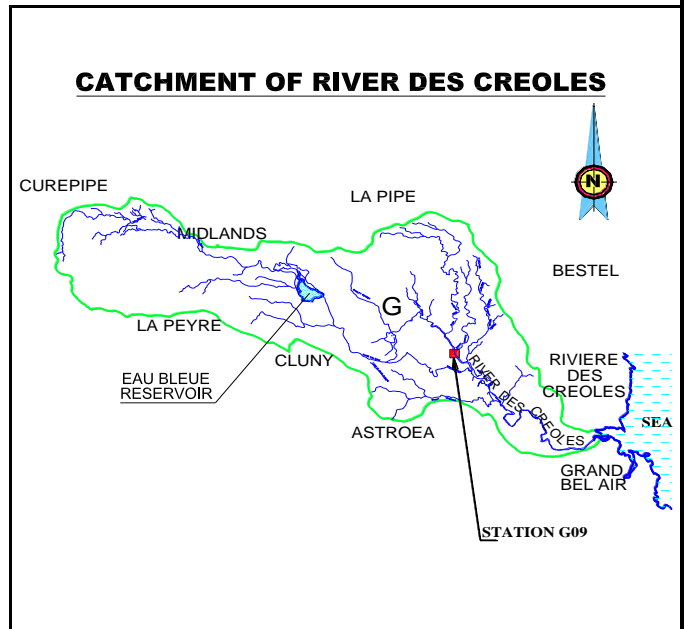 CATCHMENT OF RIVER DES CREOLES
N
CUREPIPE
LA PIPE
MIDLANDS
BESTEL
G
LA PEYRE
CLUNY
RIVIERE
DES
CREOLES
EAU BLEUE
RESERVOIR
RIVER DES CREOLES
SEA
ASTROEA
GRAND
BEL AIR
STATION G09